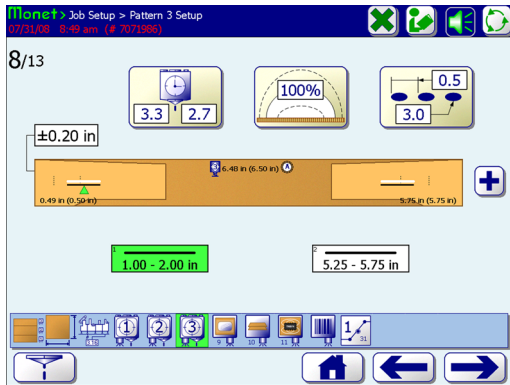 Monet> Job Setup > Pattern 3 Setup
07/31/08 8:49 am (# 7071986)
8/13
3.3 2.7
100%
0.5
3.0
±0.20 in
3 6.48 in (6.50 in) A
0.49 in (0.50 in)
5.75 in (5.75 in)
1
1.00 - 2.00 in
2
5.25 - 5.75 in
1 2 3 9 10 11 1 31